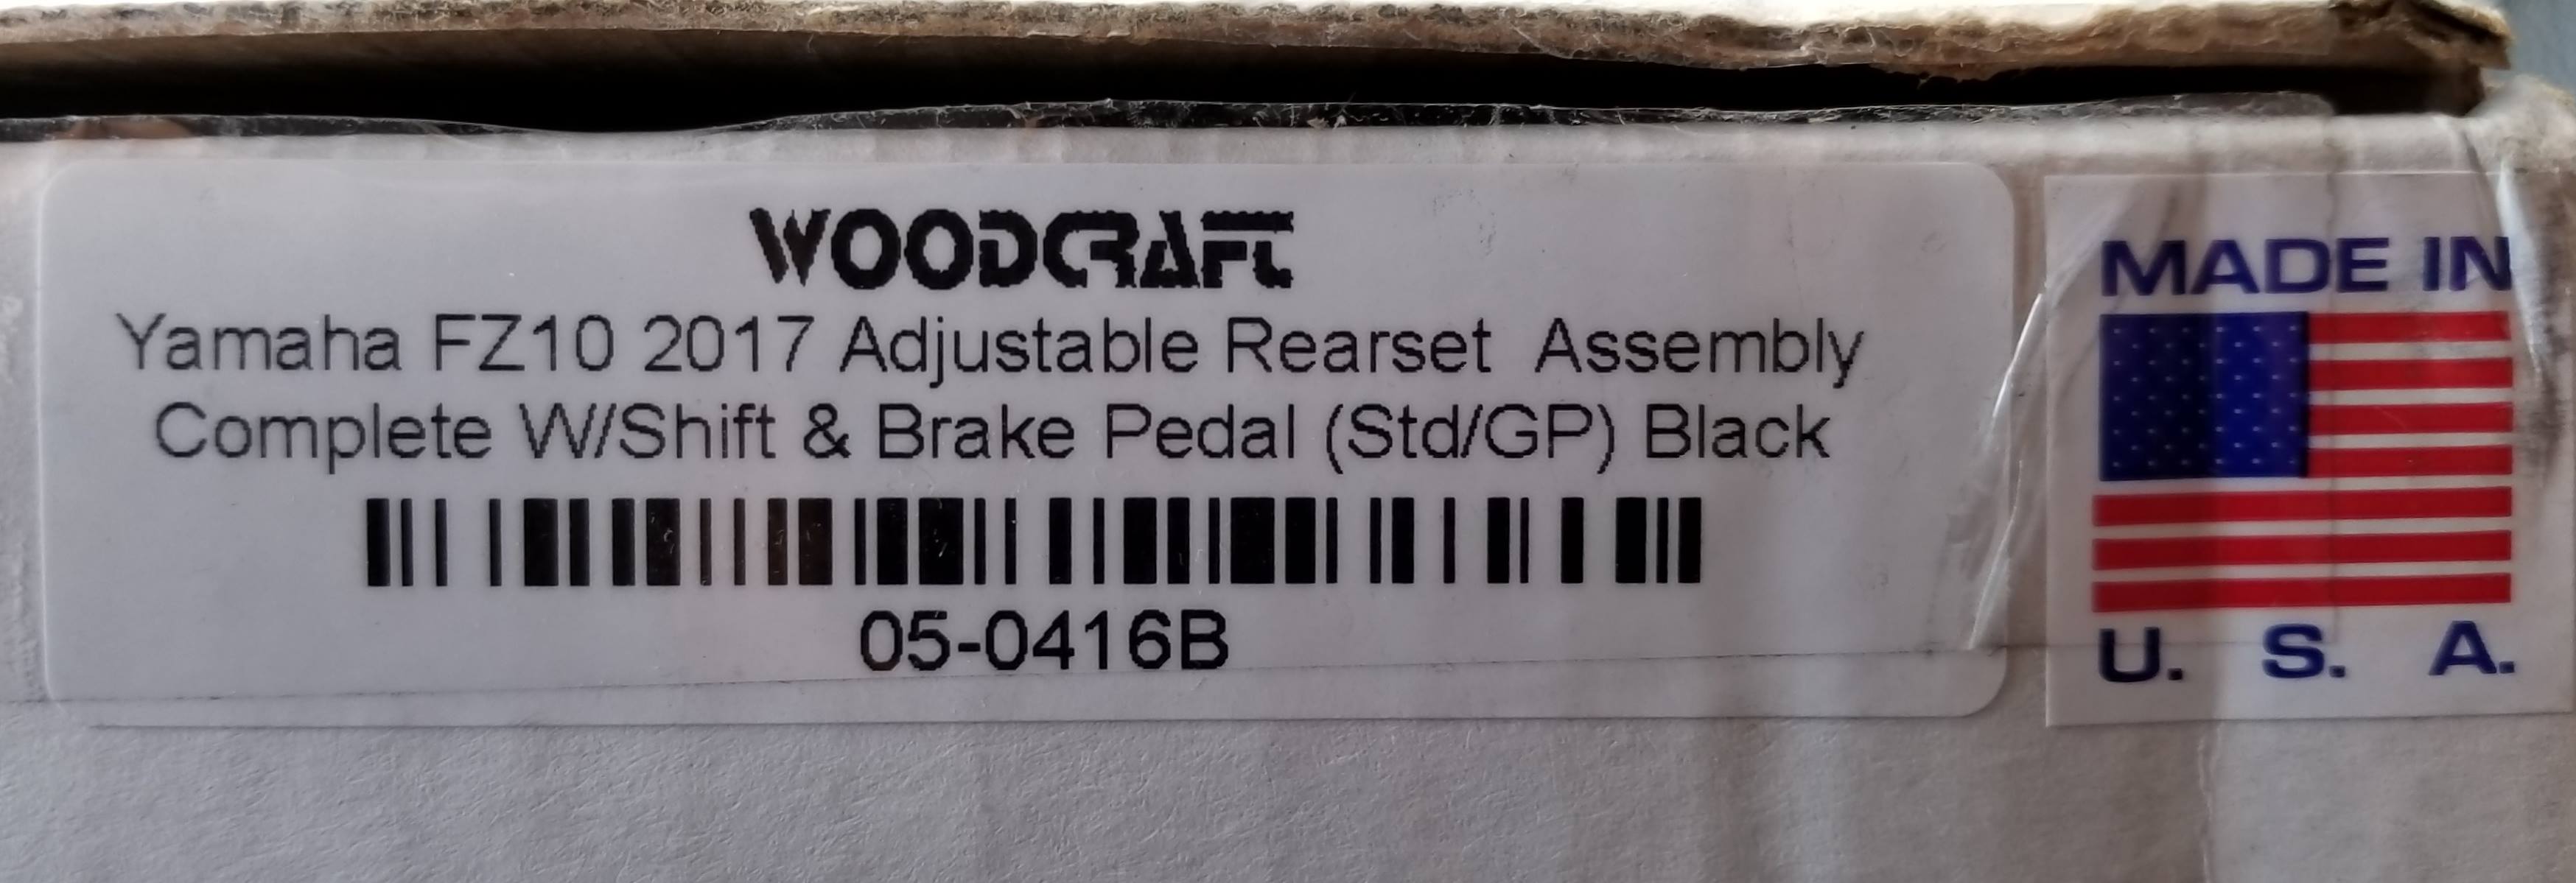 WOODCRAFT
Yamaha FZ10 2017 Adjustable Rearset  Assembly
Complete W/Shift & Brake Pedal (Std/GP) Black
05-0416B
MADE IN
U. S. A.